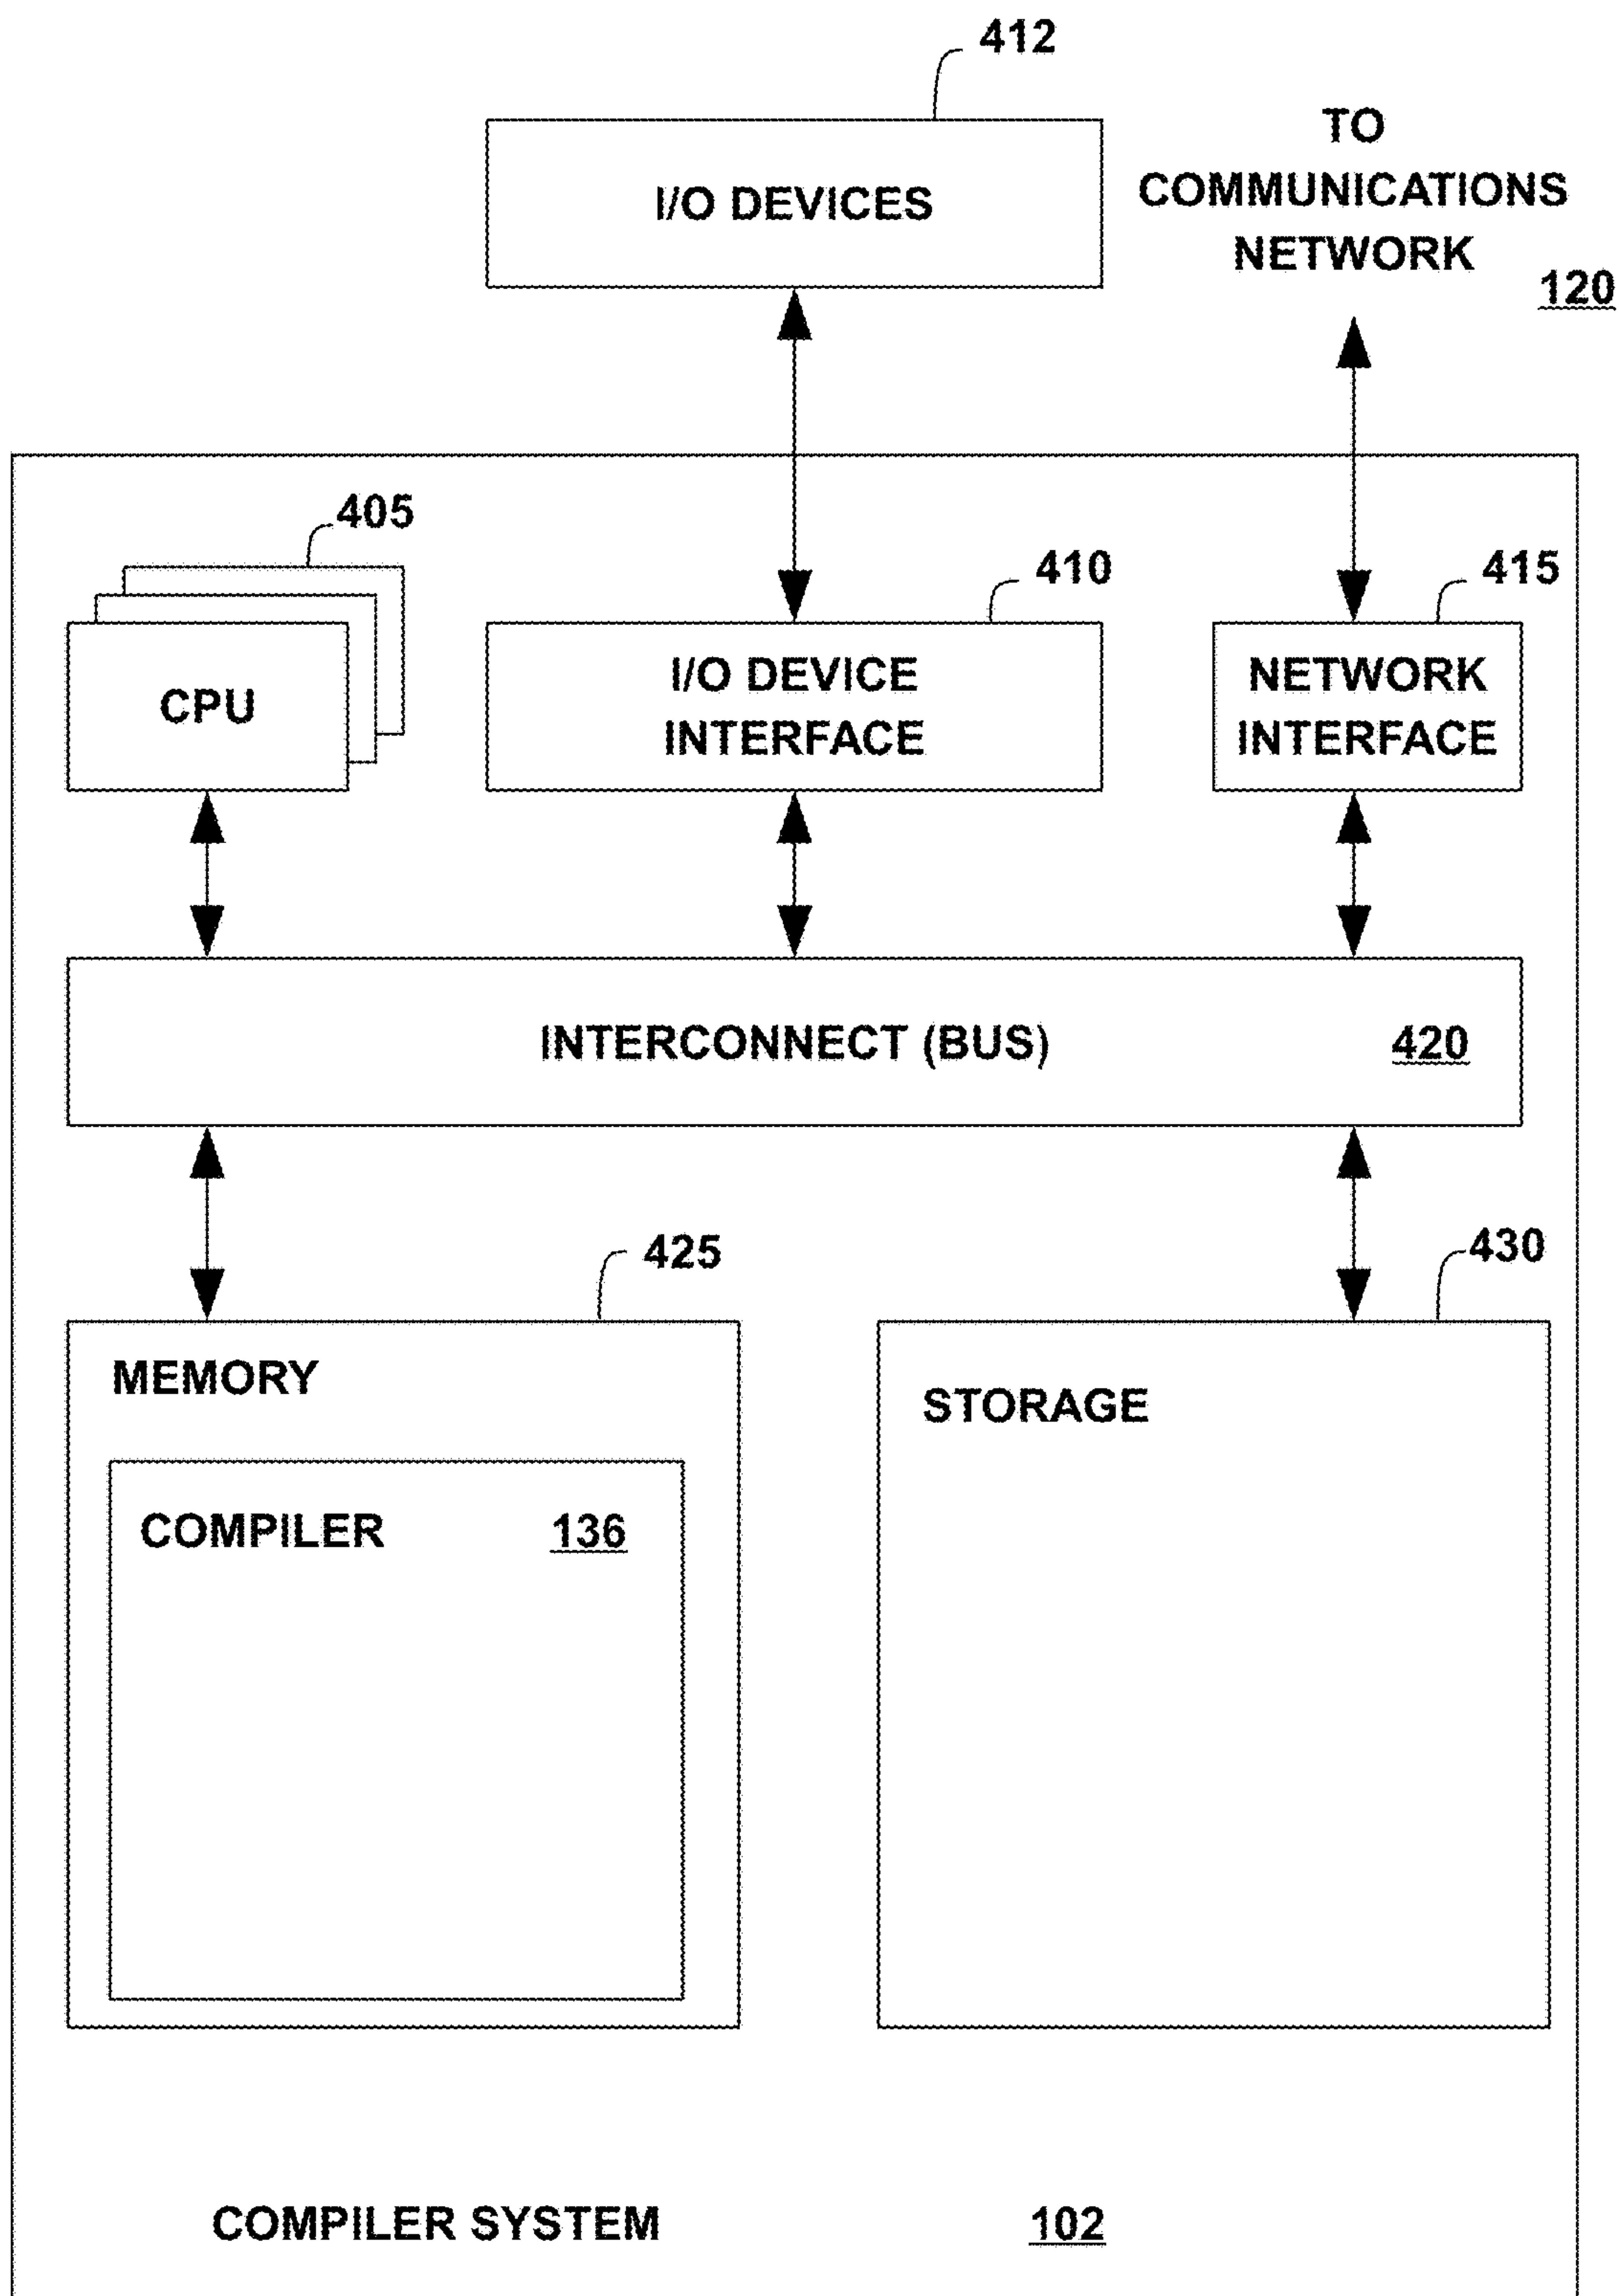 412
I/O DEVICES
TO
COMMUNICATIONS
NETWORK
120
405
410
415
CPU
I/O DEVICE
INTERFACE
NETWORK
INTERFACE
INTERCONNECT (BUS)
420
425
430
MEMORY
STORAGE
COMPILER
136
COMPILER SYSTEM
102